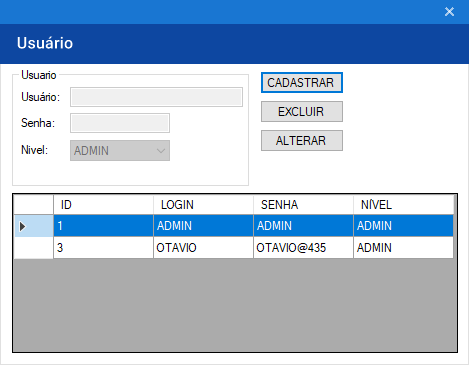 Usuário
Usuario
Usuário:
Senha:
Nivel: ADMIN
CADASTRAR
EXCLUIR
ALTERAR
ID LOGIN SENHA NÍVEL
1 ADMIN ADMIN ADMIN
3 OTAVIO OTAVIO@435 ADMIN